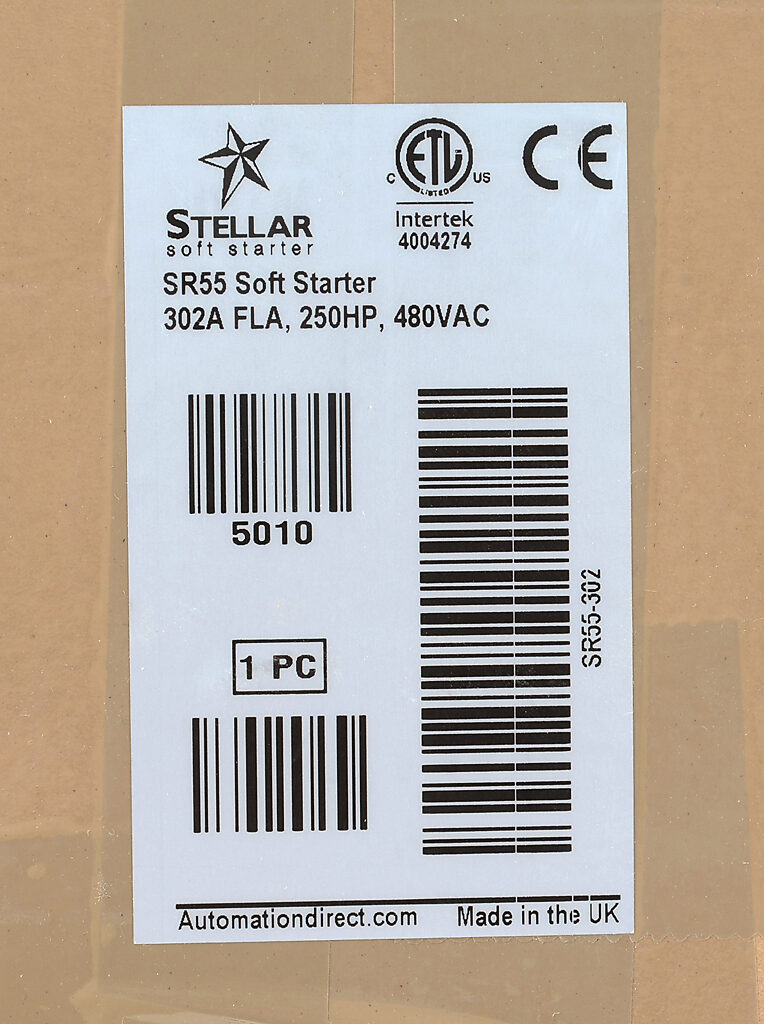 STELLAR
soft starter
C ETL US
LISTED
Intertek
4004274
CE
SR55 Soft Starter
302A FLA, 250HP, 480VAC
5010
1 PC
SR55-302
Automationdirect.com Made in the UK